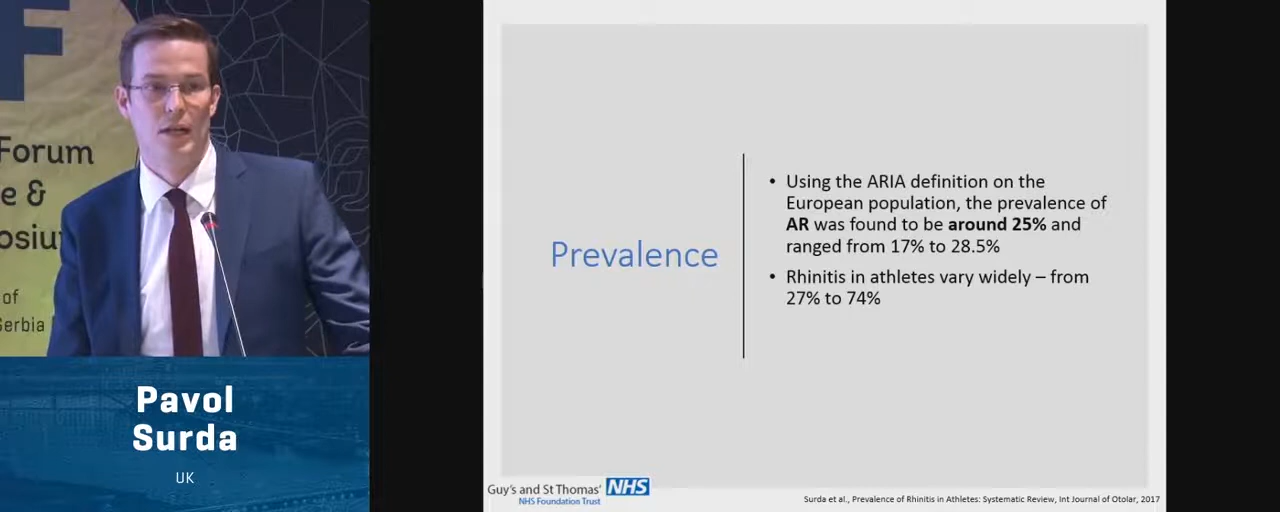 F
Forum
e &
osiu
of
Serbia
Pavol
Surda
UK
Prevalence
• Using the ARIA definition on the
European population, the prevalence of
AR was found to be around 25% and
ranged from 17% to 28.5%
• Rhinitis in athletes vary widely – from
27% to 74%
Guy's and St Thomas' NHS
NHS Foundation Trust
Surda et al., Prevalence of Rhinitis in Athletes: Systematic Review, Int Journal of Otolar, 2017